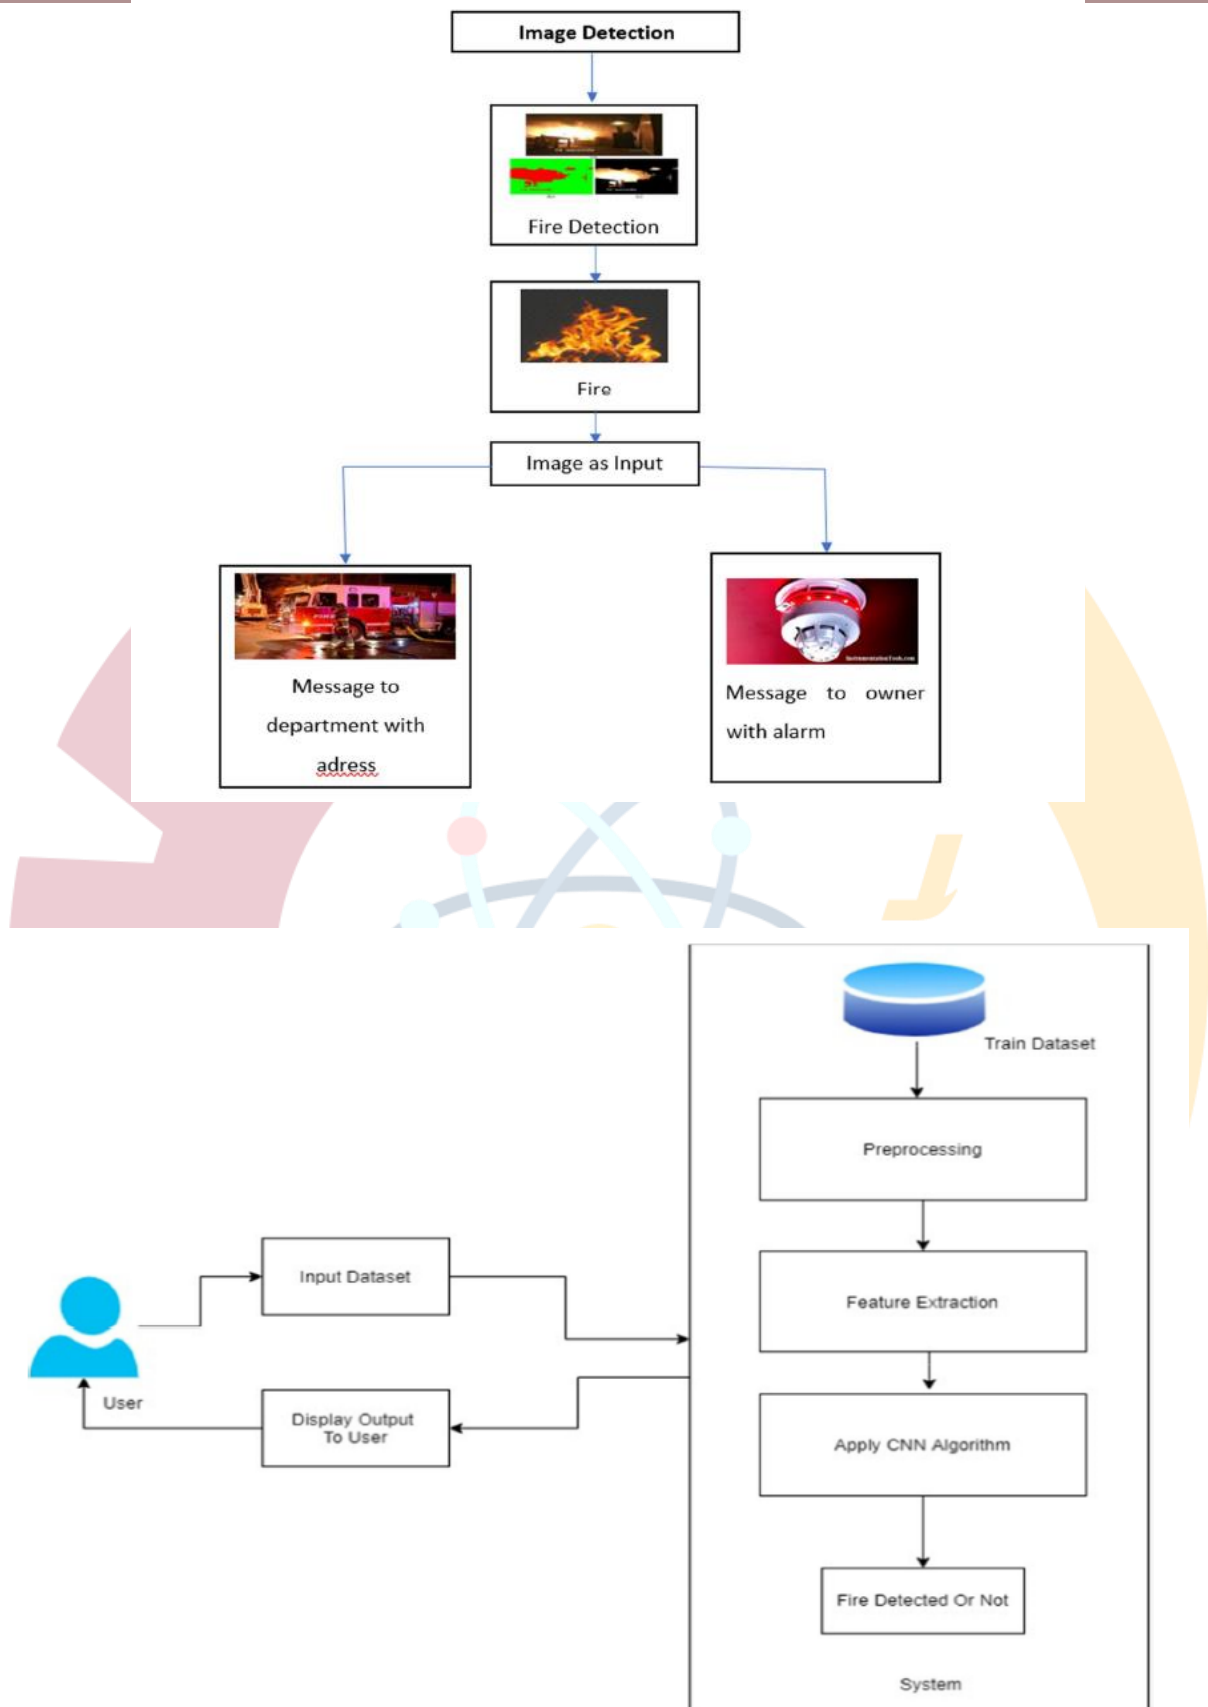 Image Detection
Fire Detection
Fire
Image as Input
Message to
department with
adress
InstrumentationTools.com
Message to owner
with alarm
Train Dataset
Preprocessing
Input Dataset
Feature Extraction
User
Display Output
To User
Apply CNN Algorithm
Fire Detected Or Not
System